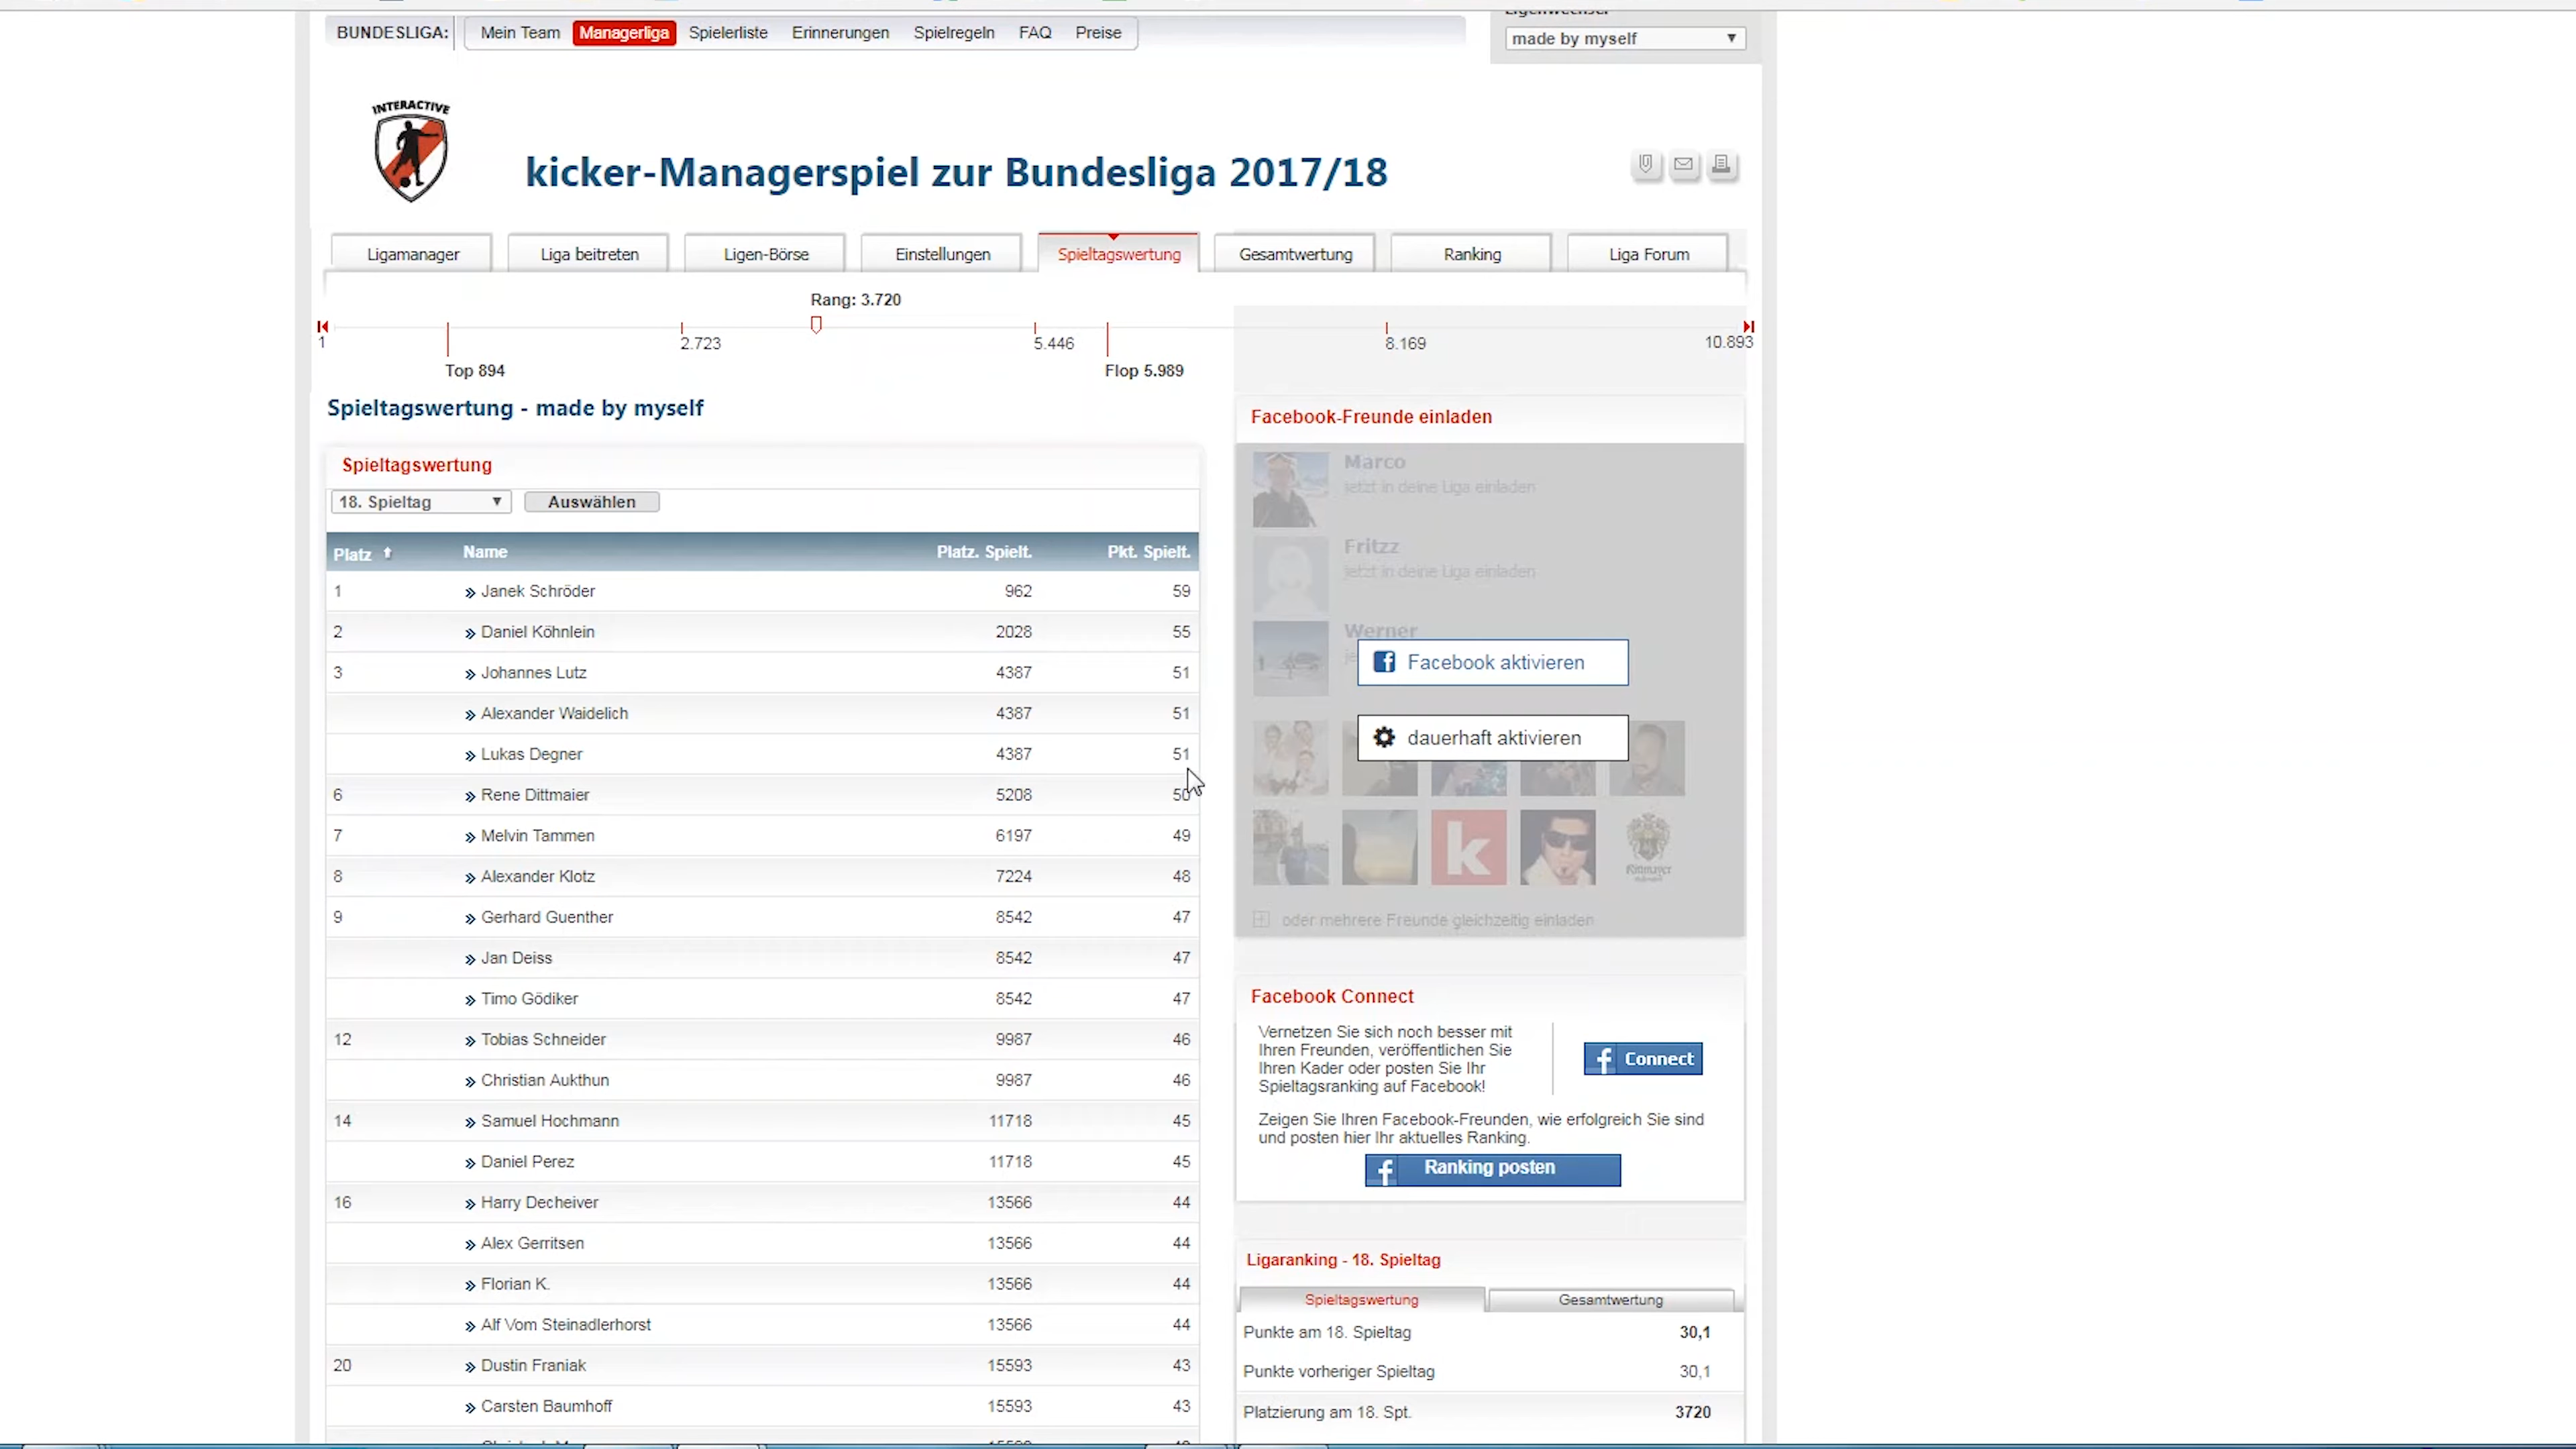 BUNDESLIGA: Mein Team Managerliga Spielerliste Erinnerungen Spielregeln FAQ Preise
made by myself
INTERACTIVE
kicker-Managerspiel zur Bundesliga 2017/18
Ligamanager Liga beitreten Ligen-Börse Einstellungen Spieltagswertung Gesamtwertung Ranking Liga Forum
Rang: 3.720
1 2.723 5.446 8.169 10.893
Top 894 Flop 5.989
Spieltagswertung - made by myself
Spieltagswertung
18. Spieltag Auswählen
Platz Name Platz. Spielt. Pkt. Spielt.
1 Janek Schröder 962 59
2 Daniel Köhnlein 2028 55
3 Johannes Lutz 4387 51
Alexander Waidelich 4387 51
Lukas Degner 4387 51
6 Rene Dittmaier 5208 50
7 Melvin Tammen 6197 49
8 Alexander Klotz 7224 48
9 Gerhard Guenther 8542 47
Jan Deiss 8542 47
Timo Gödiker 8542 47
12 Tobias Schneider 9987 46
Christian Aukthun 9987 46
14 Samuel Hochmann 11718 45
Daniel Perez 11718 45
16 Harry Decheiver 13566 44
Alex Gerritsen 13566 44
Florian K. 13566 44
Alf Vom Steinadlerhorst 13566 44
20 Dustin Franiak 15593 43
Carsten Baumhoff 15593 43
Facebook-Freunde einladen
Marco
jetzt in deine Liga einladen
Fritzz
jetzt in deine Liga einladen
Werner
Facebook aktivieren
dauerhaft aktivieren
k
oder mehrere Freunde gleichzeitig einladen
Facebook Connect
Vernetzen Sie sich noch besser mit
Ihren Freunden, veröffentlichen Sie
Ihren Kader oder posten Sie Ihr
Spieltagsranking auf Facebook!
Connect
Zeigen Sie Ihren Facebook-Freunden, wie erfolgreich Sie sind
und posten hier Ihr aktuelles Ranking.
Ranking posten
Ligaranking - 18. Spieltag
Spieltagswertung Gesamtwertung
Punkte am 18. Spieltag 30,1
Punkte vorheriger Spieltag 30,1
Platzierung am 18. Spt. 3720